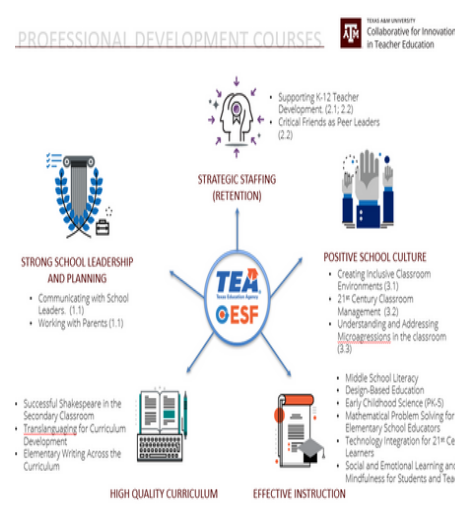 PROFESSIONAL DEVELOPMENT COURSES
TEXAS A&M UNIVERSITY
Collaborative for Innovation
in Teacher Education
ATM
• Supporting K-12 Teacher
Development. (2.1; 2.2)
• Critical Friends as Peer Leaders
(2.2)
STRATEGIC STAFFING
(RETENTION)
STRONG SCHOOL LEADERSHIP
AND PLANNING
• Communicating with School
Leaders. (1.1)
• Working with Parents (1.1)
POSITIVE SCHOOL CULTURE
• Creating Inclusive Classroom
Environments (3.1)
• 21st Century Classroom
Management (3.2)
• Understanding and Addressing
Microagressions in the classroom
(3.3)
TEA
Texas Education Agency
ESF
• Successful Shakespeare in the
Secondary Classroom
• Translanguaging for Curriculum
Development
• Elementary Writing Across the
Curriculum
• Middle School Literacy
• Design-Based Education
• Early Childhood Science (PK-5)
• Mathematical Problem Solving for
Elementary School Educators
• Technology Integration for 21st Ce
Learners
• Social and Emotional Learning and
Mindfulness for Students and Tea
HIGH QUALITY CURRICULUM
EFFECTIVE INSTRUCTION